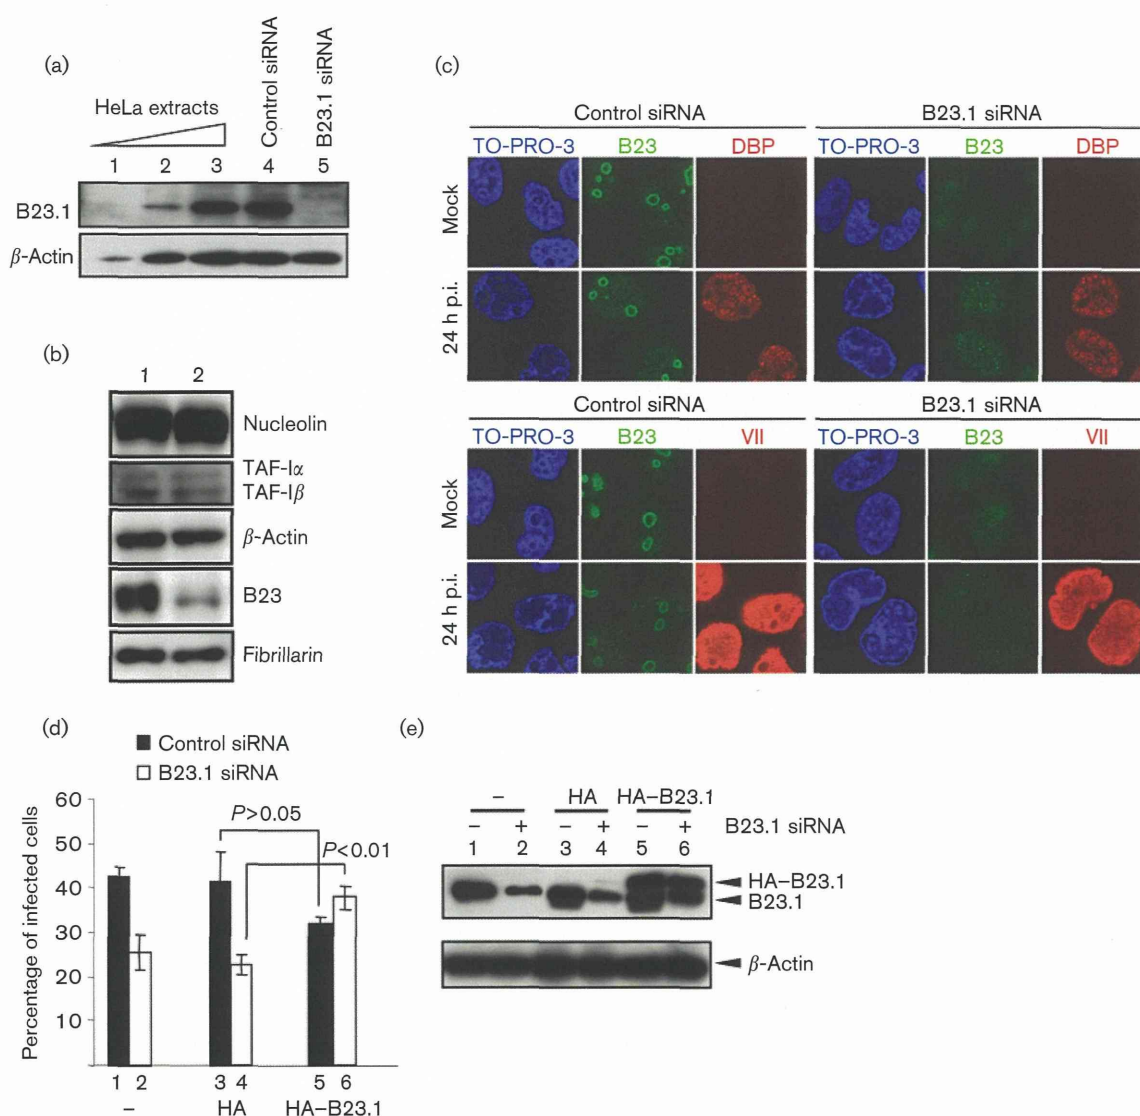 (a)
HeLa extracts
Control siRNA
B23.1 siRNA
1 2 3 4 5
B23.1
β-Actin
(b)
1 2
Nucleolin
TAF-Iα
TAF-Iβ
β-Actin
B23
Fibrillarin
(c)
Control siRNA B23.1 siRNA
TO-PRO-3 B23 DBP TO-PRO-3 B23 DBP
Mock
24 h p.i.
Control siRNA B23.1 siRNA
TO-PRO-3 B23 VII TO-PRO-3 B23 VII
Mock
24 h p.i.
(d)
Control siRNA
B23.1 siRNA
Percentage of infected cells
60
50
40
30
20
10
P>0.05
P<0.01
1 2 3 4 5 6
– HA HA–B23.1
(e)
– HA HA–B23.1
– + – + – + B23.1 siRNA
1 2 3 4 5 6
HA–B23.1
B23.1
β-Actin